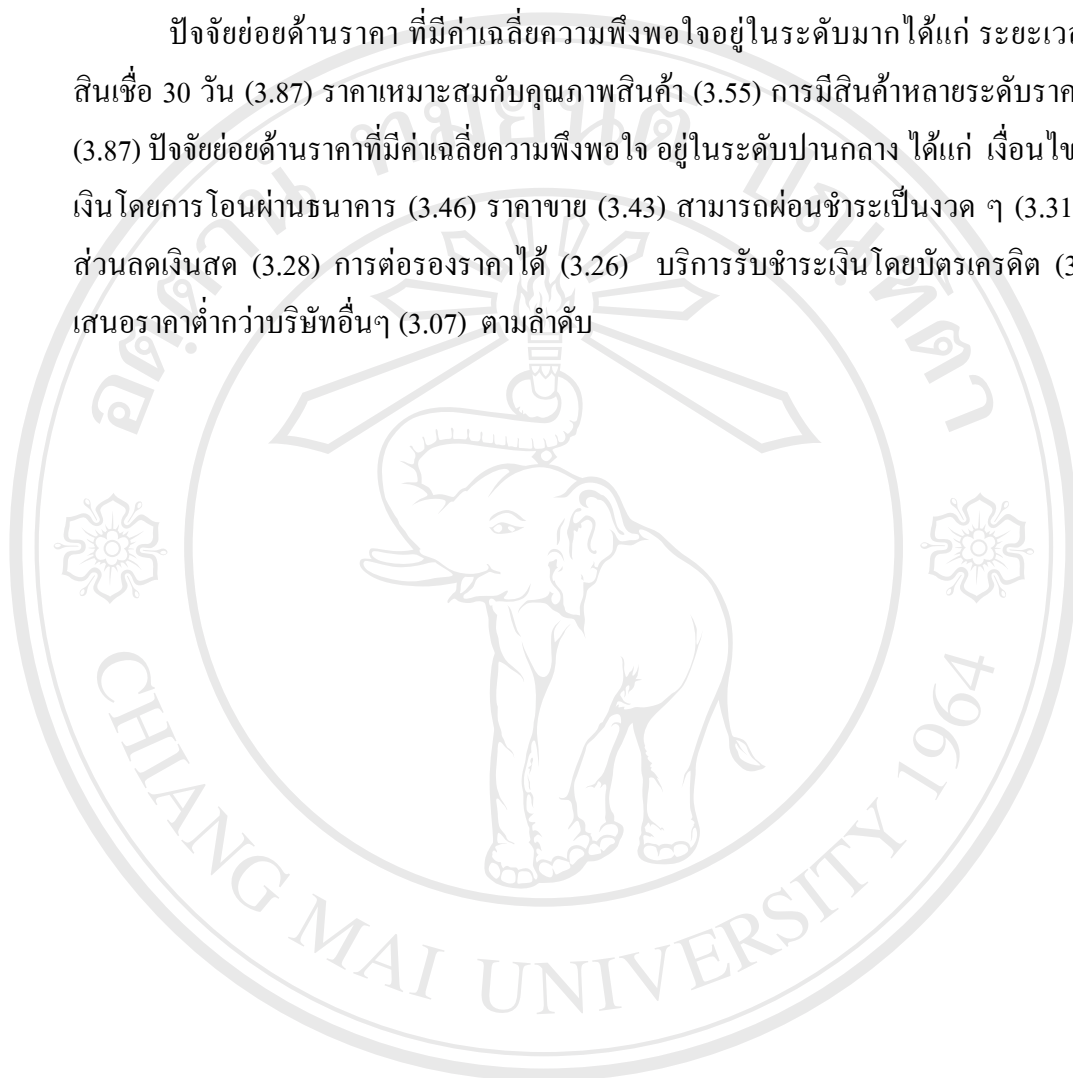 ปัจจัยย่อยด้านราคา ที่มีค่าเฉลี่ยความพึงพอใจอยู่ในระดับมากได้แก่ ระยะเวล
สินเชื่อ 30 วัน (3.87) ราคาเหมาะสมกับคุณภาพสินค้า (3.55) การมีสินค้าหลายระดับราค
(3.87) ปัจจัยย่อยด้านราคาที่มีค่าเฉลี่ยความพึงพอใจ อยู่ในระดับปานกลาง ได้แก่ เงื่อนไข
เงินโดยการโอนผ่านธนาคาร (3.46) ราคาขาย (3.43) สามารถผ่อนชำระเป็นงวด ๆ (3.31
ส่วนลดเงินสด (3.28) การต่อรองราคาได้ (3.26) บริการรับชำระเงินโดยบัตรเครดิต (3
เสนอราคาต่ำกว่าบริษัทอื่นๆ (3.07) ตามลำดับ
CHIANG MAI UNIVERSITY 1964